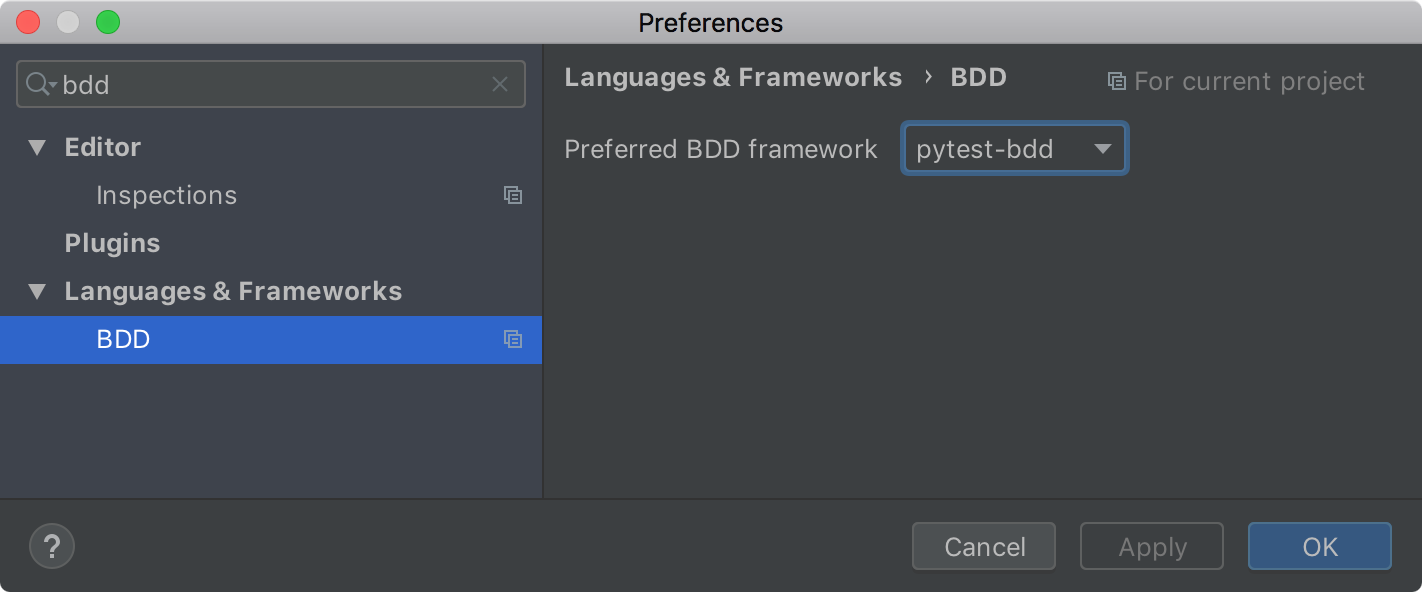 Preferences
bdd
Editor
Inspections
Plugins
Languages & Frameworks
BDD
Languages & Frameworks › BDD
For current project
Preferred BDD framework pytest-bdd
?
Cancel Apply OK